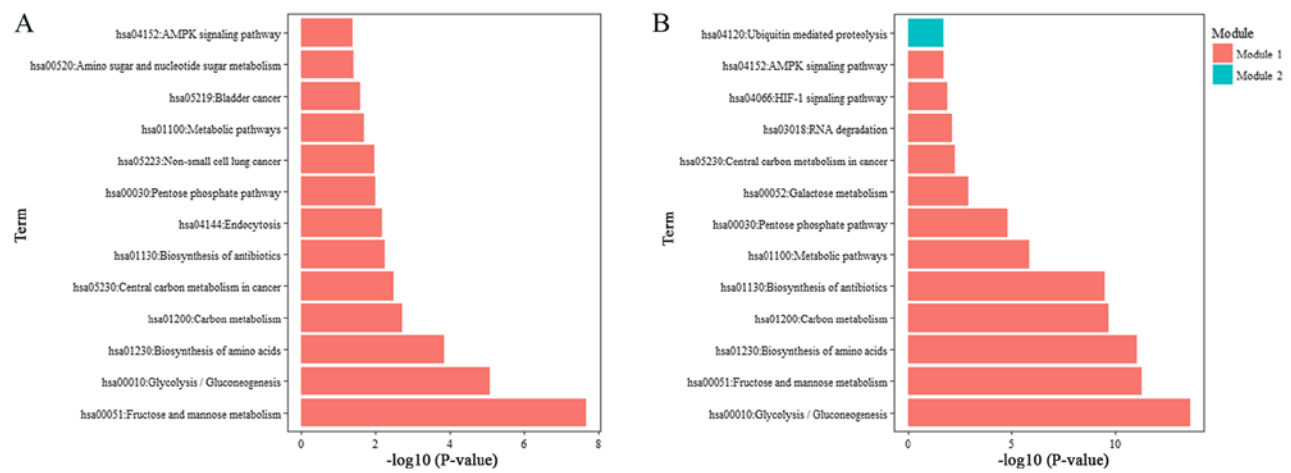 A
Term
hsa04152:AMPK signaling pathway
hsa00520:Amino sugar and nucleotide sugar metabolism
hsa05219:Bladder cancer
hsa01100:Metabolic pathways
hsa05223:Non-small cell lung cancer
hsa00030:Pentose phosphate pathway
hsa04144:Endocytosis
hsa01130:Biosynthesis of antibiotics
hsa05230:Central carbon metabolism in cancer
hsa01200:Carbon metabolism
hsa01230:Biosynthesis of amino acids
hsa00010:Glycolysis / Gluconeogenesis
hsa00051:Fructose and mannose metabolism
0 2 4 6 8
-log10 (P-value)
B
Term
hsa04120:Ubiquitin mediated proteolysis
hsa04152:AMPK signaling pathway
hsa04066:HIF-1 signaling pathway
hsa03018:RNA degradation
hsa05230:Central carbon metabolism in cancer
hsa00052:Galactose metabolism
hsa00030:Pentose phosphate pathway
hsa01100:Metabolic pathways
hsa01130:Biosynthesis of antibiotics
hsa01200:Carbon metabolism
hsa01230:Biosynthesis of amino acids
hsa00051:Fructose and mannose metabolism
hsa00010:Glycolysis / Gluconeogenesis
0 5 10
-log10 (P-value)
Module
Module 1
Module 2